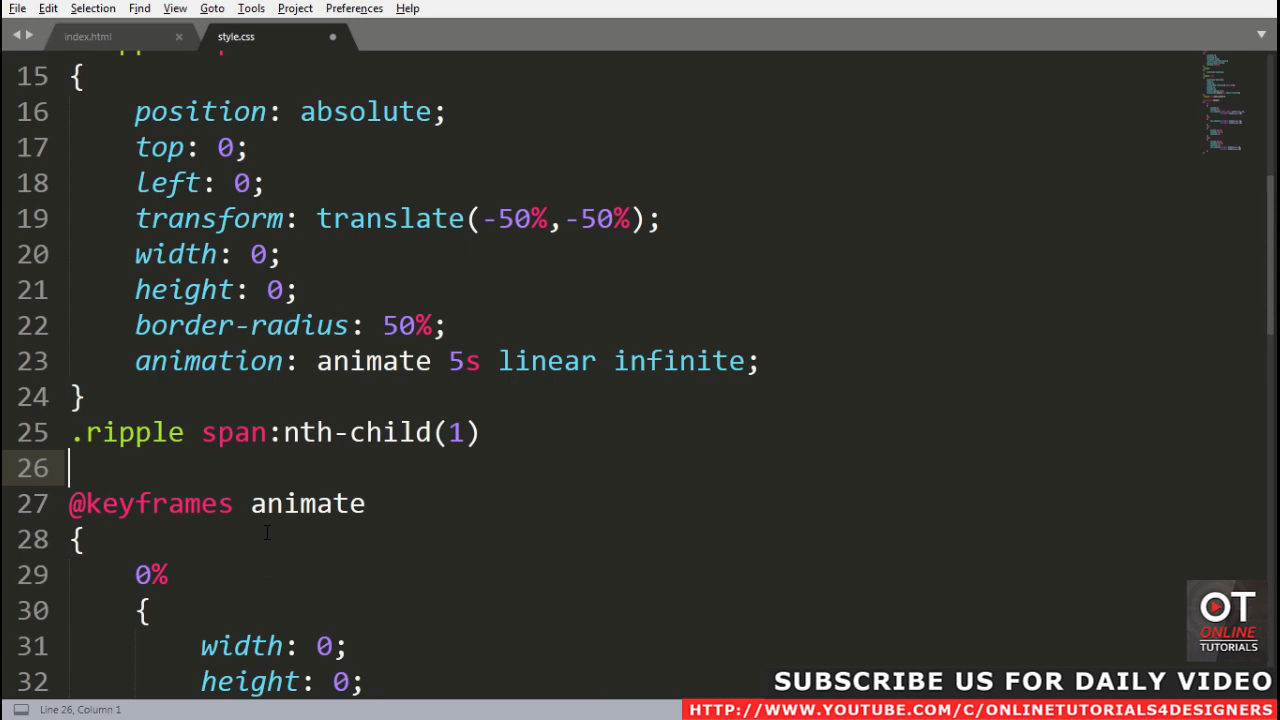 File Edit Selection Find View Goto Tools Project Preferences Help
index.html × style.css
15 {
16 position: absolute;
17 top: 0;
18 left: 0;
19 transform: translate(-50%,-50%);
20 width: 0;
21 height: 0;
22 border-radius: 50%;
23 animation: animate 5s linear infinite;
24 }
25 .ripple span:nth-child(1)
26
27 @keyframes animate
28 {
29 0%
30 {
31 width: 0;
32 height: 0;
OT
ONLINE
TUTORIALS
SUBSCRIBE US FOR DAILY VIDEO
HTTP://WWW.YOUTUBE.COM/C/ONLINETUTORIALS4DESIGNERS
Line 26, Column 1